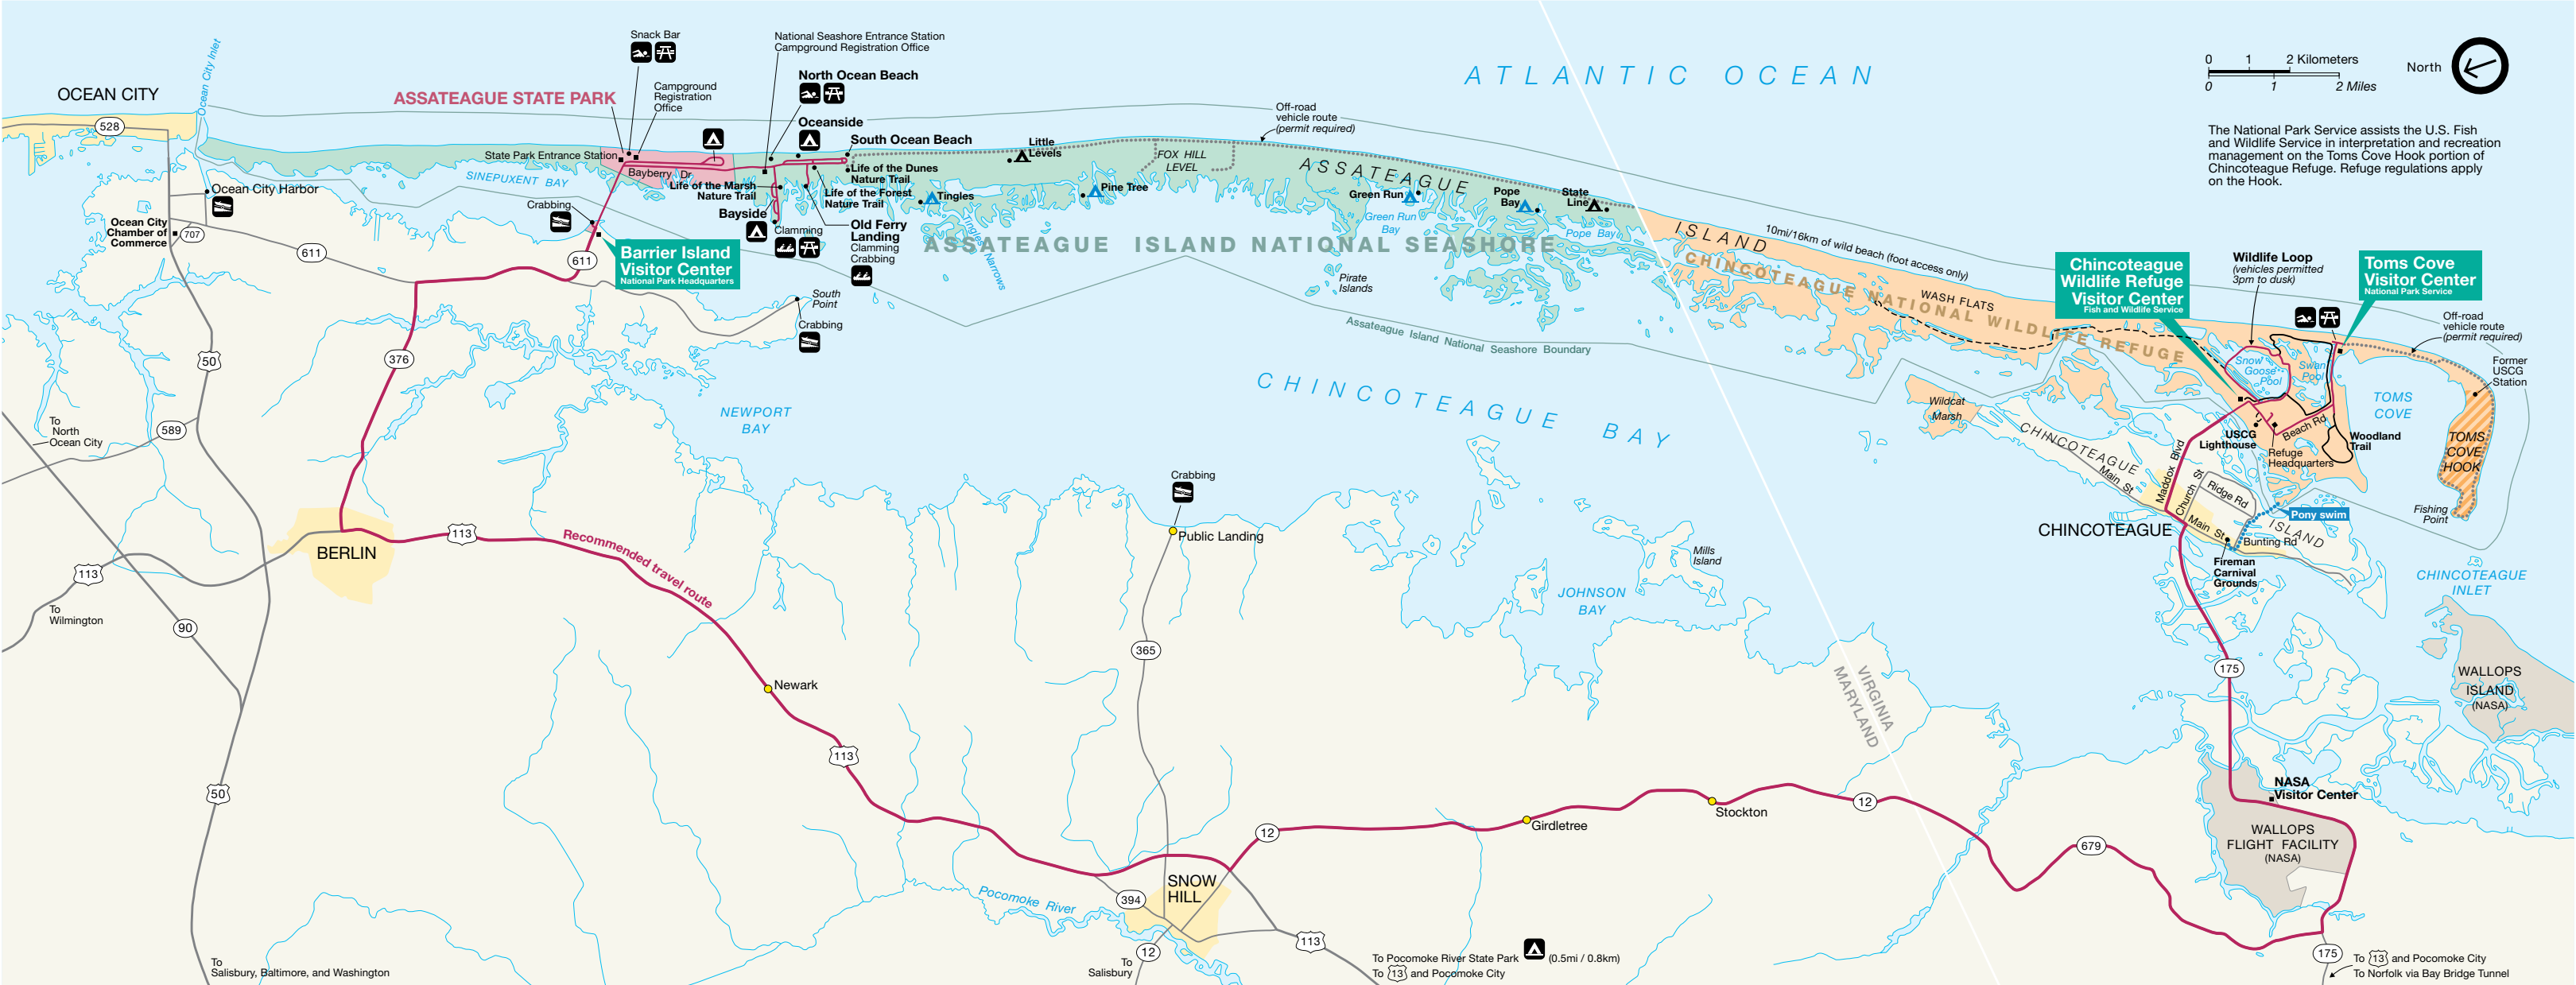 OCEAN CITY
Ocean City Inlet
528
ASSATEAGUE STATE PARK
Snack Bar
Campground
Registration
Office
National Seashore Entrance Station
Campground Registration Office
North Ocean Beach
Oceanside
South Ocean Beach
State Park Entrance Station
Bayberry Dr
SINEPUXENT BAY
Life of the Marsh
Nature Trail
Life of the Dunes
Nature Trail
Life of the Forest
Nature Trail
Bayside
Clamming
Old Ferry
Landing
Clamming
Crabbing
Tingles
Tingles Narrows
Little
Levels
Pine Tree
FOX HILL
LEVEL
Off-road
vehicle route
(permit required)
ATLANTIC OCEAN
ASSATEAGUE
Green Run
Green Run
Bay
Pope
Bay
Pope Bay
State
Line
ASSATEAGUE ISLAND NATIONAL SEASHORE
Pirate
Islands
Assateague Island National Seashore Boundary
ISLAND
10mi/16km of wild beach (foot access only)
CHINCOTEAGUE NATIONAL WILDLIFE REFUGE
WASH FLATS
0 1 2 Kilometers
0 1 2 Miles
North
The National Park Service assists the U.S. Fish
and Wildlife Service in interpretation and recreation
management on the Toms Cove Hook portion of
Chincoteague Refuge. Refuge regulations apply
on the Hook.
Chincoteague
Wildlife Refuge
Visitor Center
Fish and Wildlife Service
Wildlife Loop
(vehicles permitted
3pm to dusk)
Toms Cove
Visitor Center
National Park Service
Off-road
vehicle route
(permit required)
Former
USCG
Station
Snow
Goose
Pool
Swan
Pool
TOMS
COVE
TOMS
COVE
HOOK
Fishing
Point
Wildcat
Marsh
USCG
Lighthouse
Refuge
Headquarters
Beach Rd
Woodland
Trail
CHINCOTEAGUE
ISLAND
Main St
Maddox Blvd
Church St
Ridge Rd
Main St
Bunting Rd
Pony swim
CHINCOTEAGUE
Fireman
Carnival
Grounds
CHINCOTEAGUE
INLET
WALLOPS
ISLAND
(NASA)
175
NASA
Visitor Center
WALLOPS
FLIGHT FACILITY
(NASA)
175
To 13 and Pocomoke City
To Norfolk via Bay Bridge Tunnel
Ocean City Harbor
Ocean City
Chamber of
Commerce
707
611
Crabbing
611
Barrier Island
Visitor Center
National Park Headquarters
South
Point
Crabbing
50
376
589
To
North
Ocean City
NEWPORT
BAY
CHINCOTEAGUE BAY
BERLIN
113
113
To
Wilmington
90
Recommended travel route
Crabbing
Public Landing
365
JOHNSON
BAY
Mills
Island
VIRGINIA
MARYLAND
Newark
113
50
To
Salisbury, Baltimore, and Washington
Pocomoke River
394
SNOW
HILL
12
Girdletree
Stockton
12
679
12
To
Salisbury
113
To Pocomoke River State Park (0.5mi / 0.8km)
To 13 and Pocomoke City